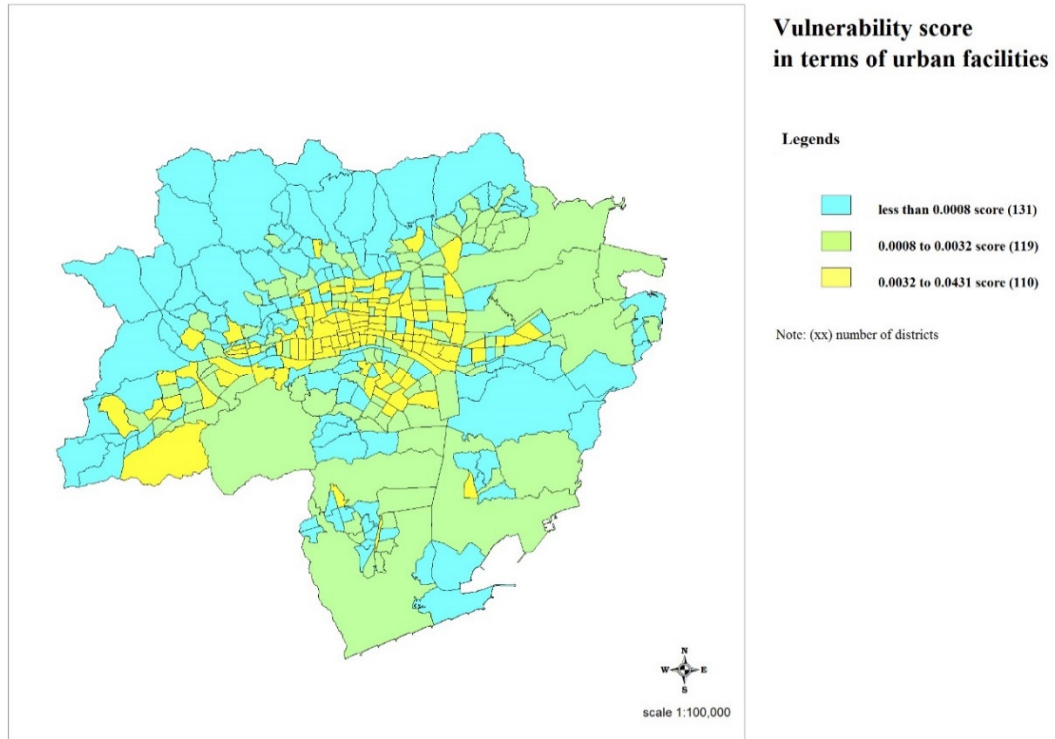 Vulnerability score
in terms of urban facilities
Legends
less than 0.0008 score (131)
0.0008 to 0.0032 score (119)
0.0032 to 0.0431 score (110)
Note: (xx) number of districts
N
W E
S
scale 1:100,000